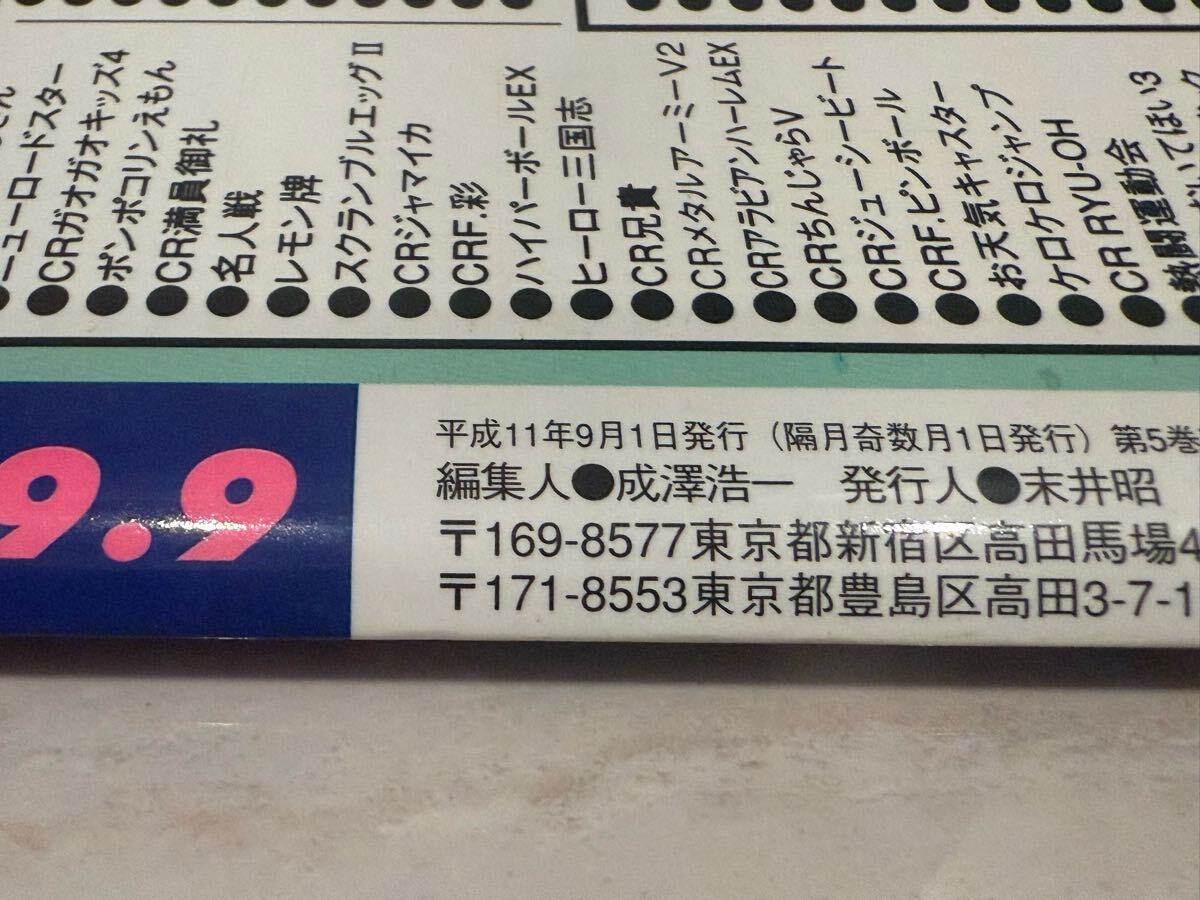 ニューロードスター
●CRガオガオキッズ4
●ポンポコリンえもん
●CR満員御礼
●名人戦
●レモン牌
●スクランブルエッグⅡ
●CRジャマイカ
●CRF.彩
●ハイパーボールEX
●ヒーロー三国志
●CR兄貴
●CRメタルアーミーV2
●CRアラビアンハーレムEX
●CRちんじゃらV
●CRジューシービート
●CRF.ピンボール
●お天気キャスター
●ケロケロジャンプ
●CR RYU-OH
●熱闘運動会
9.9
平成11年9月1日発行（隔月奇数月1日発行）第5巻
編集人●成澤浩一　発行人●末井昭
〒169-8577東京都新宿区高田馬場4
〒171-8553東京都豊島区高田3-7-1